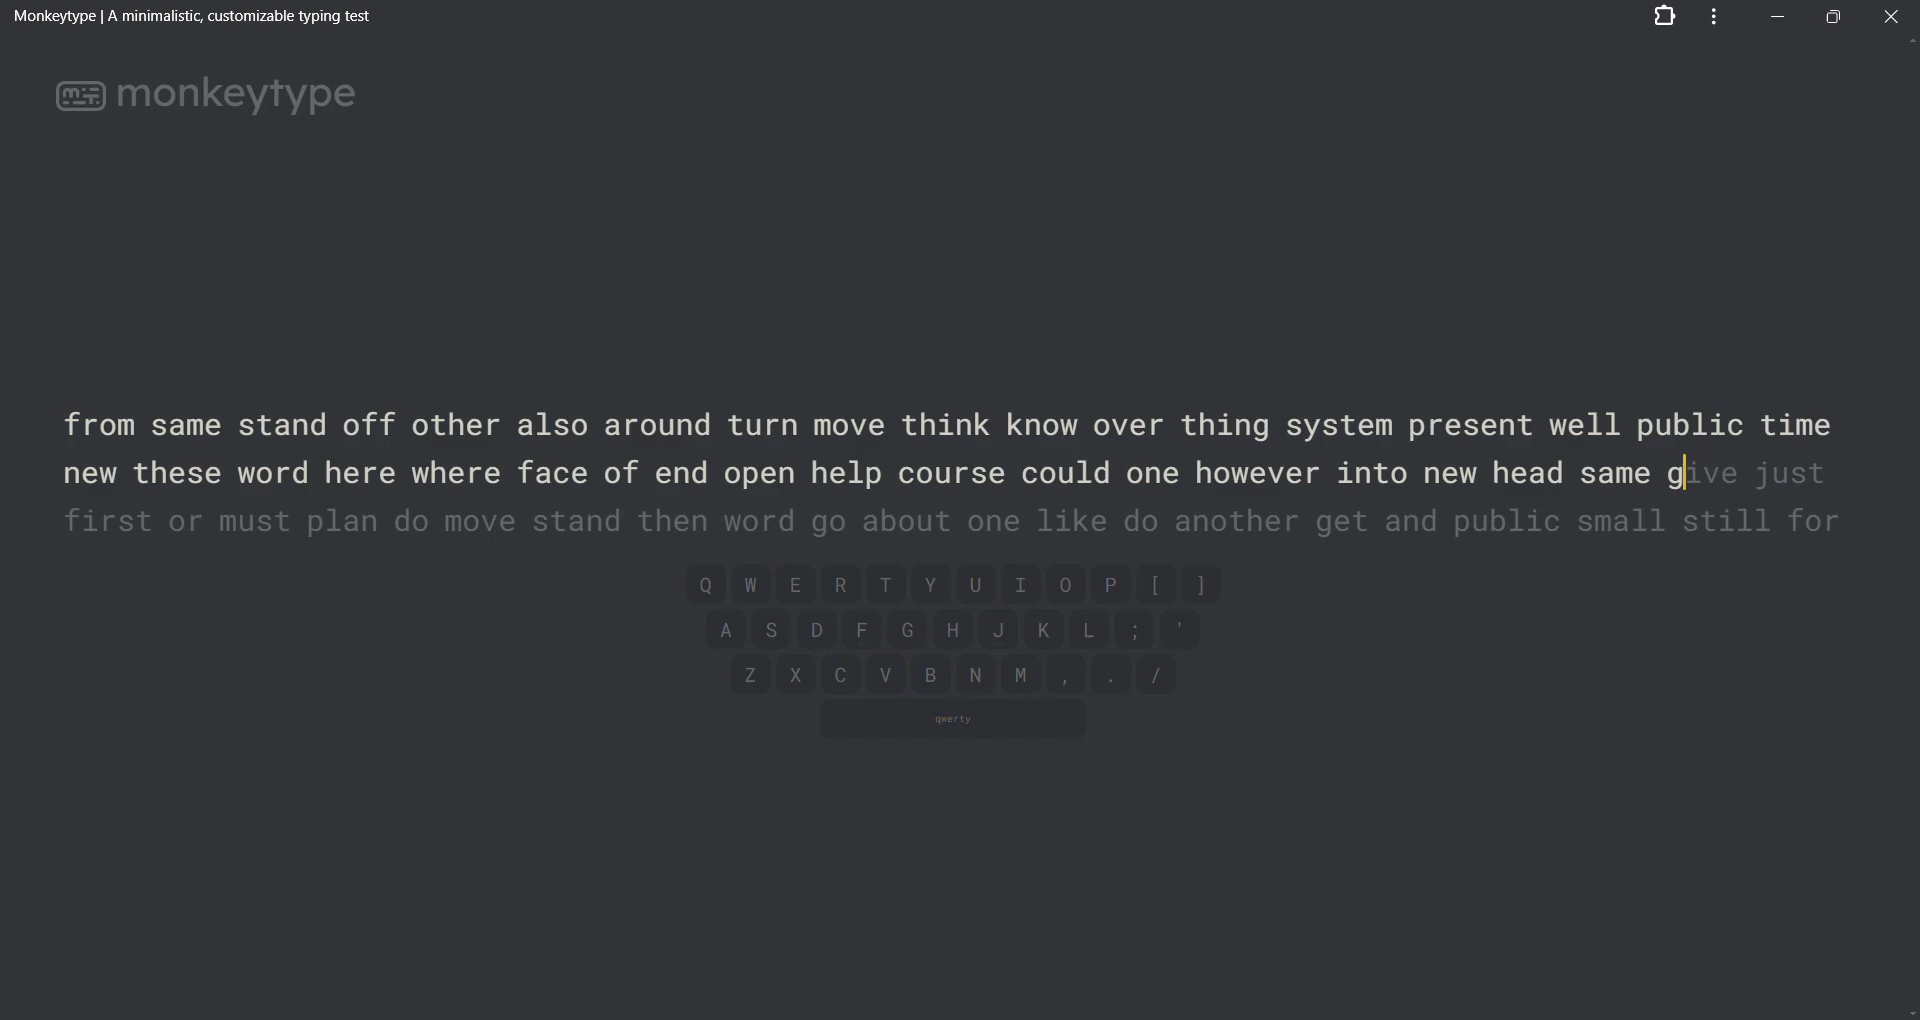 Monkeytype | A minimalistic, customizable typing test
monkeytype
from same stand off other also around turn move think know over thing system present well public time
new these word here where face of end open help course could one however into new head same give just
first or must plan do move stand then word go about one like do another get and public small still for
Q W E R T Y U I O P [ ]
A S D F G H J K L ; '
Z X C V B N M , . /
qwerty